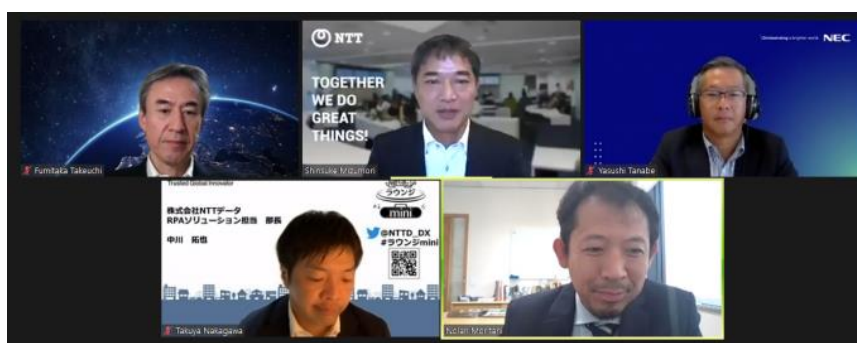 NTT
TOGETHER
WE DO
GREAT
THINGS!
NEC
Fumitaka Takeuchi
Shinsuke Mizumori
Yasushi Tanabe
Trusted Global Innovator
株式会社NTTデータ
RPAソリューション担当 部長
中川 拓也
ラウンジ
mini
@NTTD_DX
#ラウンジmini
Takuya Nakagawa